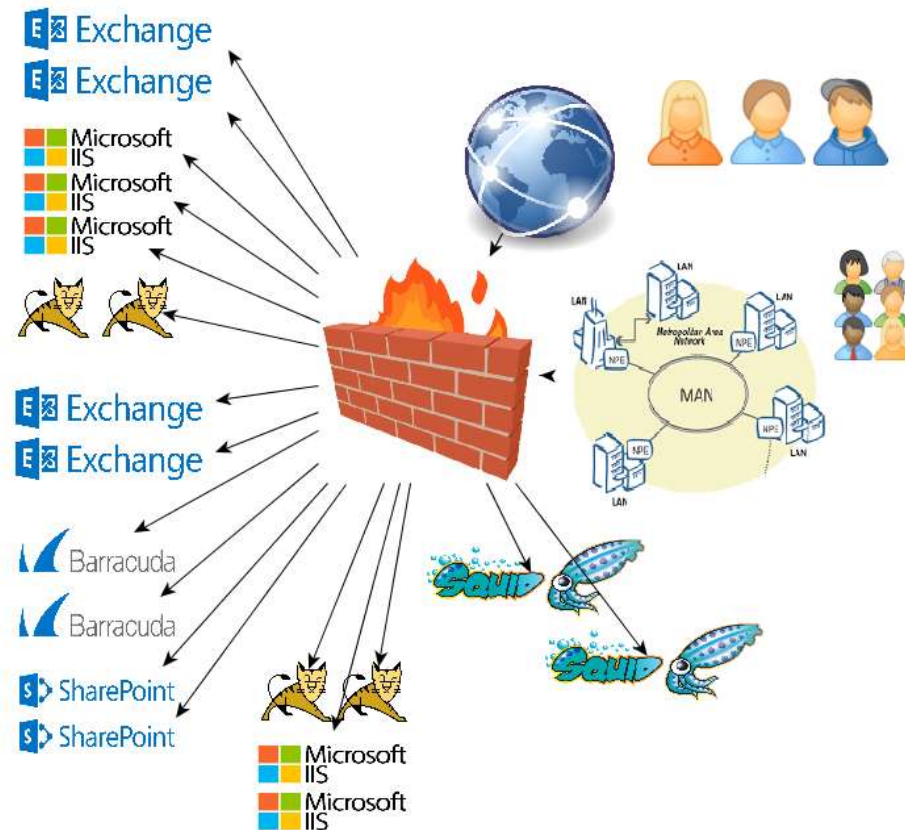 Exchange
Exchange
Microsoft
IIS
Microsoft
IIS
Microsoft
IIS
LAN
LAN
LAN
Metropolitan Area
Network
NPE
NPE
MAN
NPE
NPE
LAN
LAN
Exchange
Exchange
Barracuda
Barracuda
SharePoint
SharePoint
SQUID
SQUID
Microsoft
IIS
Microsoft
IIS